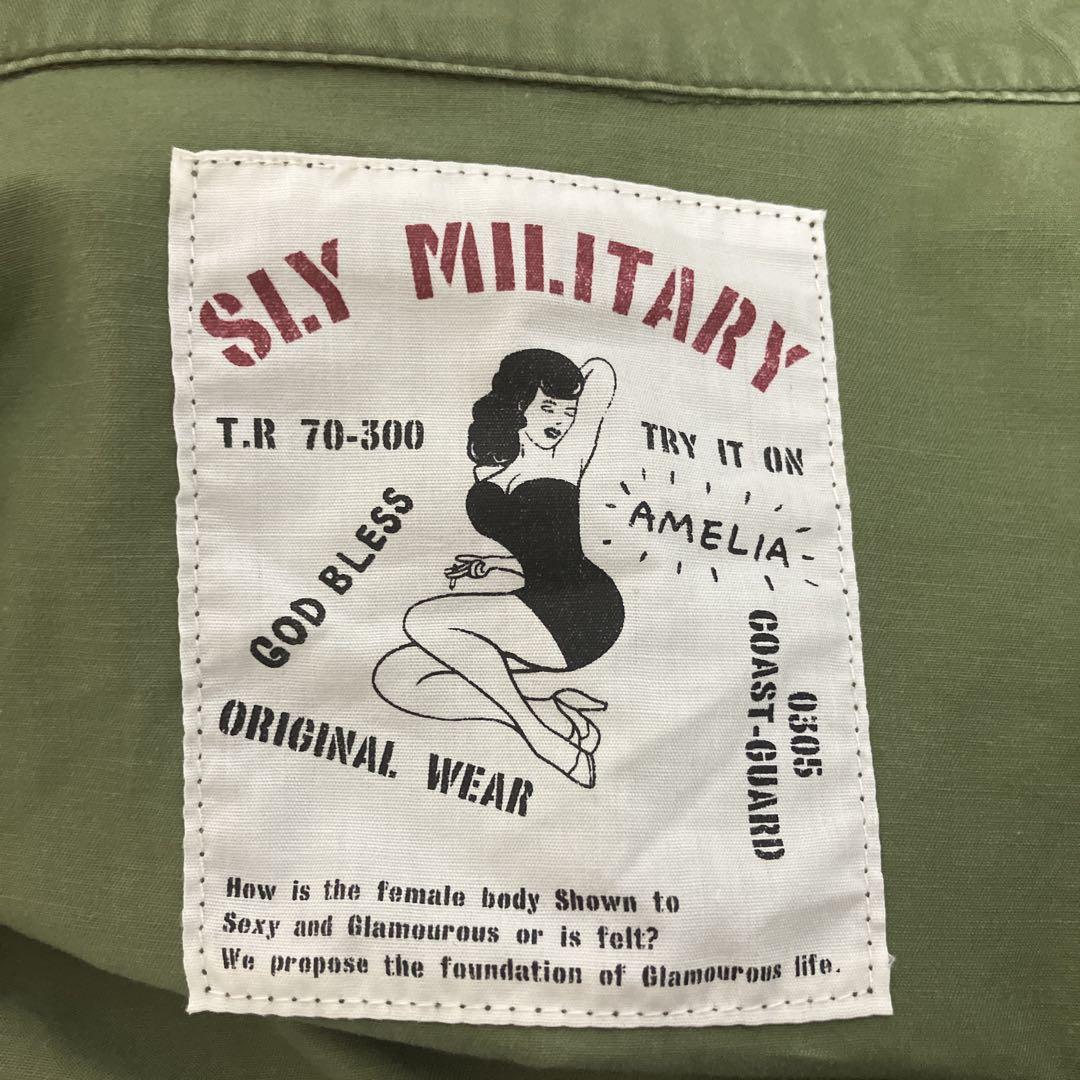 SLY MILITARY
T.R 70-300
TRY IT ON
AMELIA
GOD BLESS
COAST-GUARD
0305
ORIGINAL WEAR
How is the female body Shown to
Sexy and Glamourous or is felt?
We propose the foundation of Glamourous life.